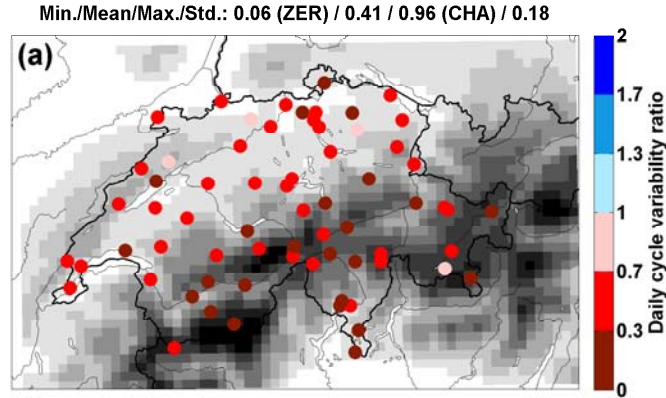 Min./Mean/Max./Std.: 0.06 (ZER) / 0.41 / 0.96 (CHA) / 0.18
(a)
2
1.7
1.3
1
0.7
0.3
0
Daily cycle variability ratio